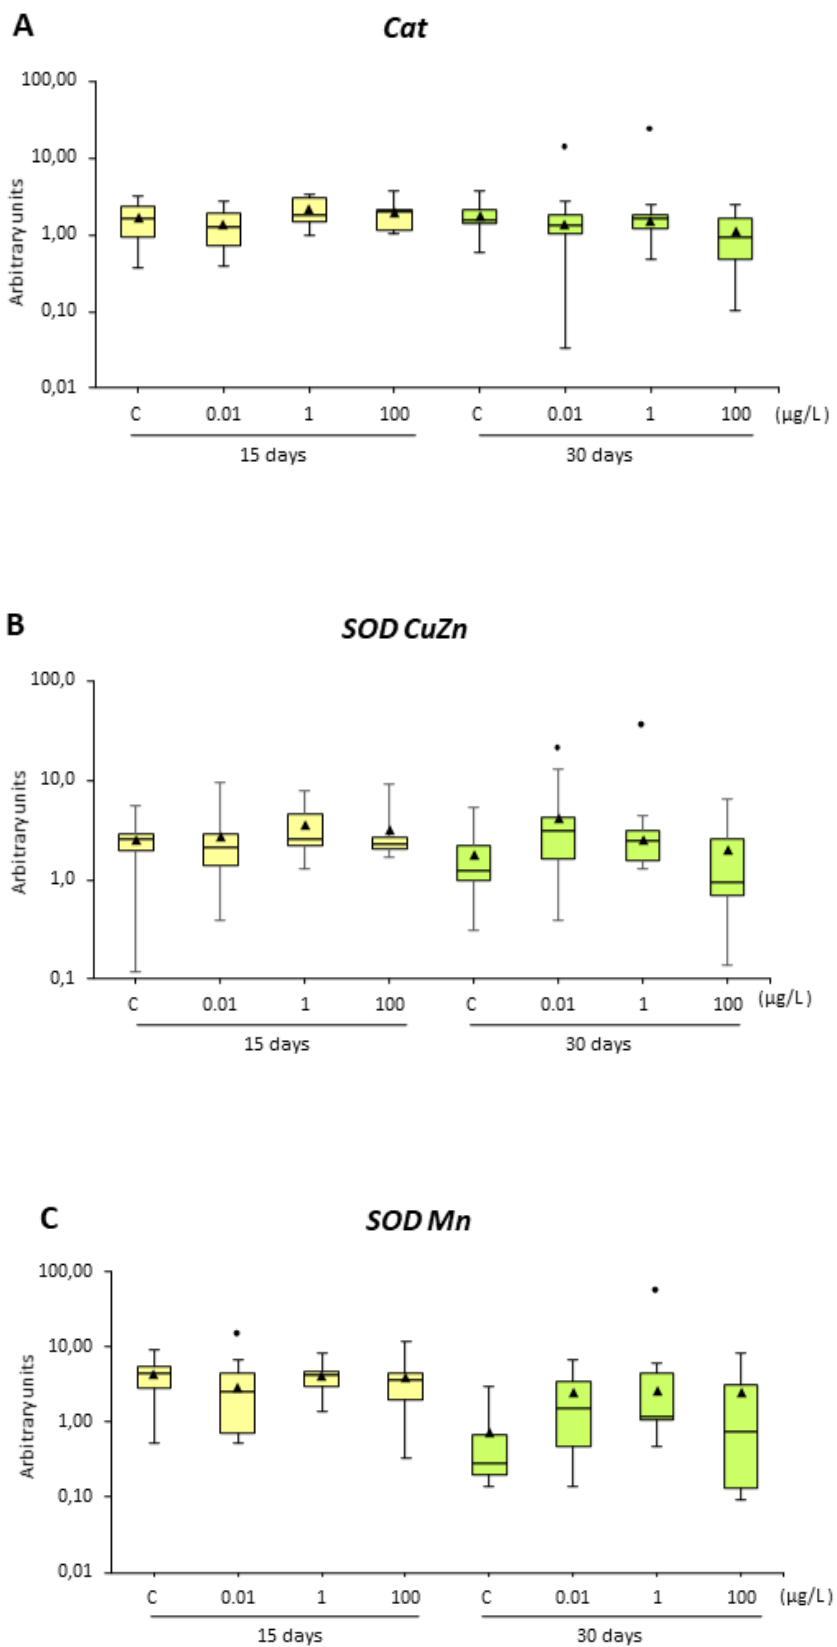 A
Cat
100,00
10,00
1,00
0,10
0,01
Arbitrary units
C 0.01 1 100 C 0.01 1 100 (µg/L)
15 days 30 days
B
SOD CuZn
100,0
10,0
1,0
0,1
Arbitrary units
C 0.01 1 100 C 0.01 1 100 (µg/L)
15 days 30 days
C
SOD Mn
100,00
10,00
1,00
0,10
0,01
Arbitrary units
C 0.01 1 100 C 0.01 1 100 (µg/L)
15 days 30 days